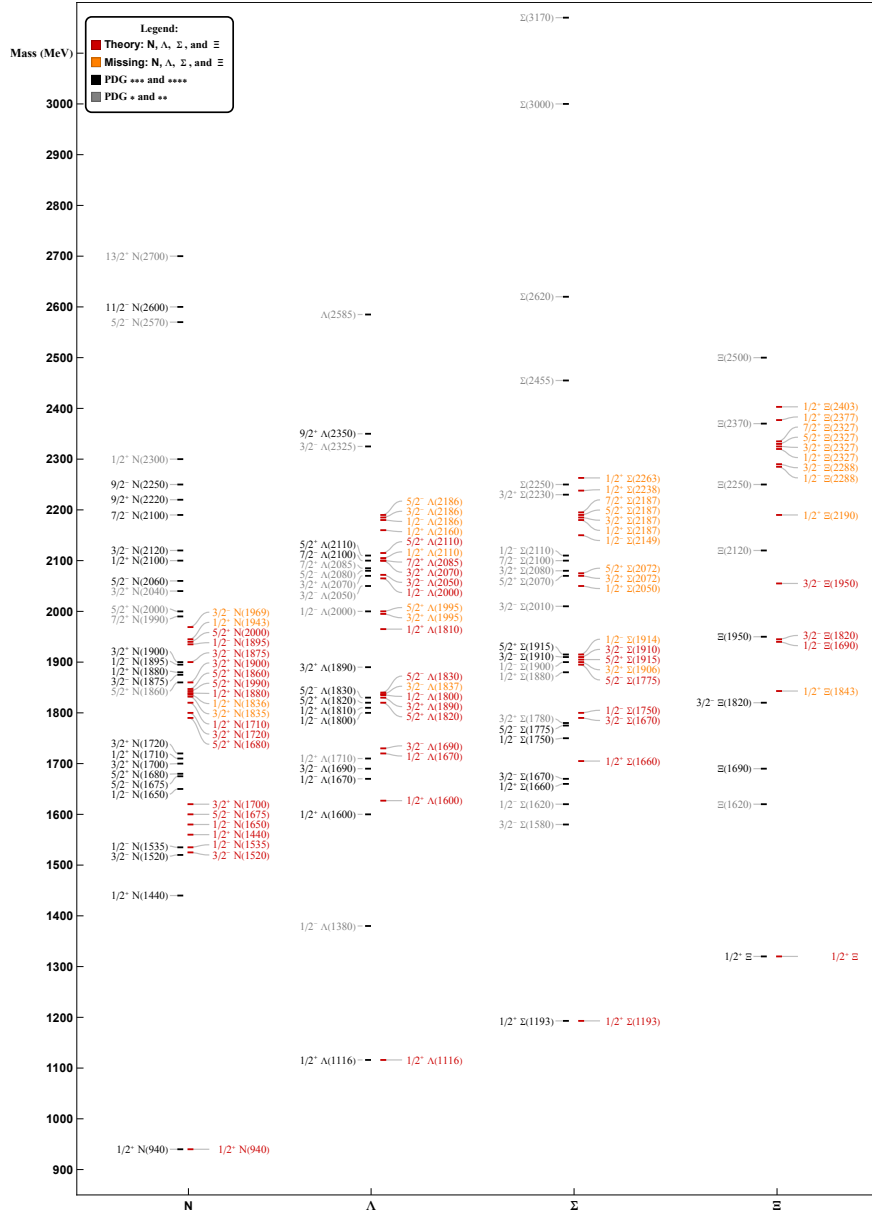 Legend:
Theory: N, Λ, Σ, and Ξ
Missing: N, Λ, Σ, and Ξ
PDG *** and ****
PDG * and **
Mass (MeV)
3000
2900
2800
2700
2600
2500
2400
2300
2200
2100
2000
1900
1800
1700
1600
1500
1400
1300
1200
1100
1000
900
13/2⁺ N(2700)
11/2⁻ N(2600)
5/2⁻ N(2570)
1/2⁺ N(2300)
9/2⁻ N(2250)
9/2⁺ N(2220)
7/2⁻ N(2100)
3/2⁻ N(2120)
1/2⁺ N(2100)
5/2⁻ N(2060)
3/2⁺ N(2040)
5/2⁺ N(2000)
7/2⁺ N(1990)
3/2⁺ N(1900)
1/2⁻ N(1895)
1/2⁺ N(1880)
3/2⁻ N(1875)
5/2⁺ N(1860)
3/2⁺ N(1720)
1/2⁺ N(1710)
3/2⁻ N(1700)
5/2⁺ N(1680)
5/2⁻ N(1675)
1/2⁻ N(1650)
1/2⁻ N(1535)
3/2⁻ N(1520)
1/2⁺ N(1440)
1/2⁺ N(940)
3/2⁻ N(1969)
1/2⁺ N(1943)
5/2⁺ N(2000)
1/2⁻ N(1895)
3/2⁻ N(1875)
3/2⁺ N(1900)
5/2⁺ N(1860)
5/2⁺ N(1990)
1/2⁺ N(1880)
1/2⁺ N(1836)
3/2⁺ N(1835)
1/2⁺ N(1710)
3/2⁺ N(1720)
5/2⁺ N(1680)
3/2⁺ N(1700)
5/2⁻ N(1675)
1/2⁻ N(1650)
1/2⁺ N(1440)
1/2⁻ N(1535)
3/2⁻ N(1520)
1/2⁺ N(940)
Λ(2585)
9/2⁺ Λ(2350)
3/2⁻ Λ(2325)
5/2⁺ Λ(2110)
7/2⁻ Λ(2100)
7/2⁺ Λ(2085)
5/2⁻ Λ(2080)
3/2⁺ Λ(2070)
3/2⁻ Λ(2050)
1/2⁻ Λ(2000)
3/2⁺ Λ(1890)
5/2⁻ Λ(1830)
5/2⁺ Λ(1820)
1/2⁺ Λ(1810)
1/2⁻ Λ(1800)
1/2⁺ Λ(1710)
3/2⁻ Λ(1690)
1/2⁻ Λ(1670)
1/2⁺ Λ(1600)
1/2⁻ Λ(1380)
1/2⁺ Λ(1116)
5/2⁻ Λ(2186)
3/2⁻ Λ(2186)
1/2⁻ Λ(2186)
1/2⁺ Λ(2160)
5/2⁺ Λ(2110)
1/2⁺ Λ(2110)
7/2⁺ Λ(2085)
3/2⁺ Λ(2070)
3/2⁻ Λ(2050)
1/2⁻ Λ(2000)
5/2⁺ Λ(1995)
3/2⁺ Λ(1995)
1/2⁺ Λ(1810)
5/2⁻ Λ(1830)
3/2⁻ Λ(1837)
1/2⁻ Λ(1800)
3/2⁺ Λ(1890)
5/2⁺ Λ(1820)
3/2⁻ Λ(1690)
1/2⁻ Λ(1670)
1/2⁺ Λ(1600)
1/2⁺ Λ(1116)
Σ(3170)
Σ(3000)
Σ(2620)
Σ(2455)
Σ(2250)
3/2⁺ Σ(2230)
1/2⁻ Σ(2110)
7/2⁻ Σ(2100)
3/2⁺ Σ(2080)
5/2⁺ Σ(2070)
3/2⁻ Σ(2010)
5/2⁺ Σ(1915)
3/2⁻ Σ(1910)
1/2⁻ Σ(1900)
1/2⁺ Σ(1880)
3/2⁺ Σ(1780)
5/2⁻ Σ(1775)
1/2⁻ Σ(1750)
3/2⁻ Σ(1670)
1/2⁺ Σ(1660)
1/2⁻ Σ(1620)
3/2⁻ Σ(1580)
1/2⁺ Σ(1193)
1/2⁺ Σ(2263)
1/2⁻ Σ(2238)
7/2⁺ Σ(2187)
5/2⁺ Σ(2187)
3/2⁺ Σ(2187)
1/2⁺ Σ(2187)
1/2⁻ Σ(2149)
5/2⁺ Σ(2072)
3/2⁺ Σ(2072)
1/2⁺ Σ(2050)
1/2⁻ Σ(1914)
3/2⁻ Σ(1910)
5/2⁺ Σ(1915)
3/2⁺ Σ(1906)
5/2⁻ Σ(1775)
1/2⁻ Σ(1750)
3/2⁻ Σ(1670)
1/2⁺ Σ(1660)
1/2⁺ Σ(1193)
Ξ(2500)
Ξ(2370)
Ξ(2250)
Ξ(2120)
Ξ(1950)
3/2⁻ Ξ(1820)
Ξ(1690)
Ξ(1620)
1/2⁺ Ξ
1/2⁺ Ξ(2403)
1/2⁻ Ξ(2377)
7/2⁺ Ξ(2327)
5/2⁺ Ξ(2327)
3/2⁺ Ξ(2327)
1/2⁺ Ξ(2327)
3/2⁻ Ξ(2288)
1/2⁻ Ξ(2288)
1/2⁺ Ξ(2190)
3/2⁻ Ξ(1950)
3/2⁻ Ξ(1820)
1/2⁻ Ξ(1690)
1/2⁺ Ξ(1843)
1/2⁺ Ξ
N
Λ
Σ
Ξ